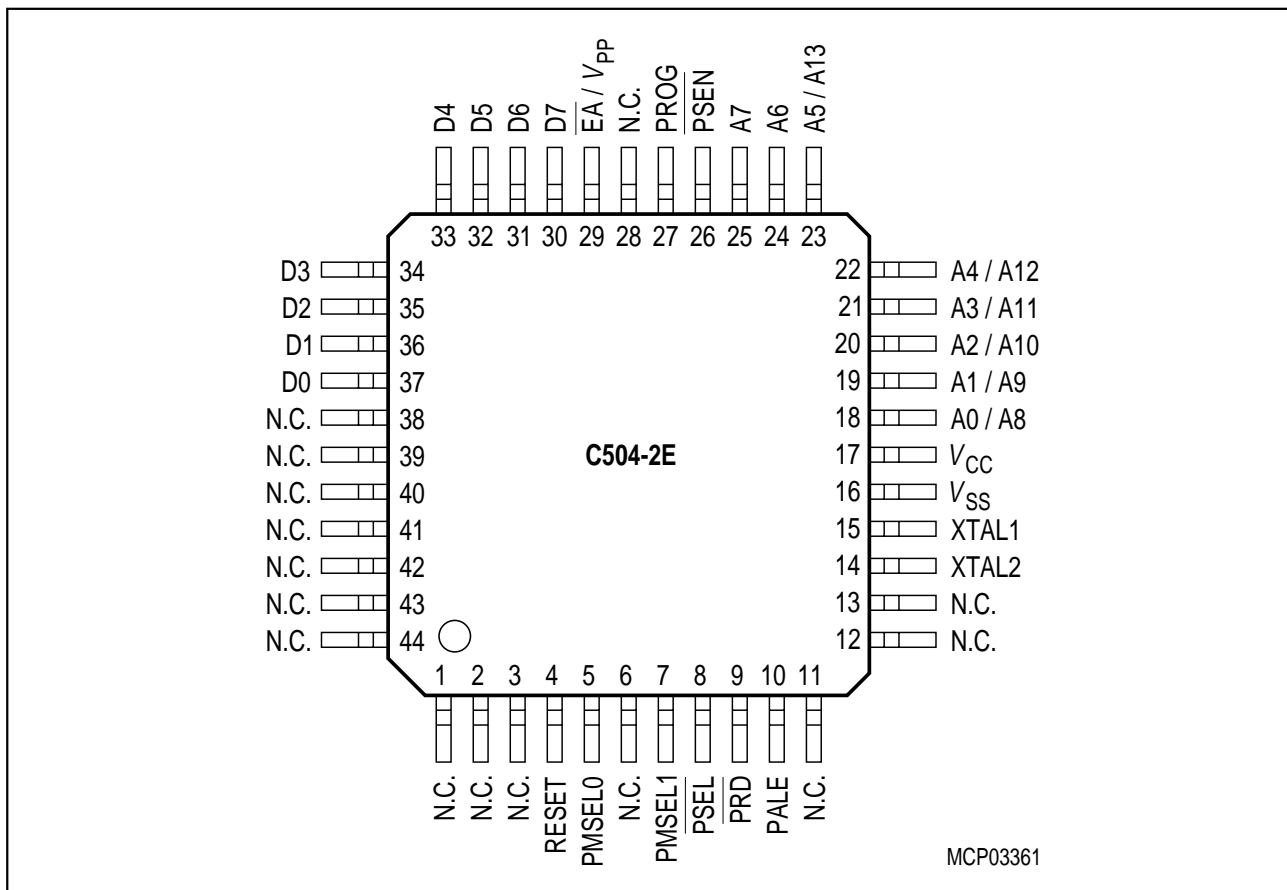 D4
D5
D6
D7
EA / VPP
N.C.
PROG
PSEN
A7
A6
A5 / A13
33 32 31 30 29 28 27 26 25 24 23
D3 34
D2 35
D1 36
D0 37
N.C. 38
N.C. 39
N.C. 40
N.C. 41
N.C. 42
N.C. 43
N.C. 44
C504-2E
22 A4 / A12
21 A3 / A11
20 A2 / A10
19 A1 / A9
18 A0 / A8
17 VCC
16 VSS
15 XTAL1
14 XTAL2
13 N.C.
12 N.C.
1 2 3 4 5 6 7 8 9 10 11
N.C.
N.C.
N.C.
RESET
PMSEL0
N.C.
PMSEL1
PSEL
PRD
PALE
N.C.
MCP03361